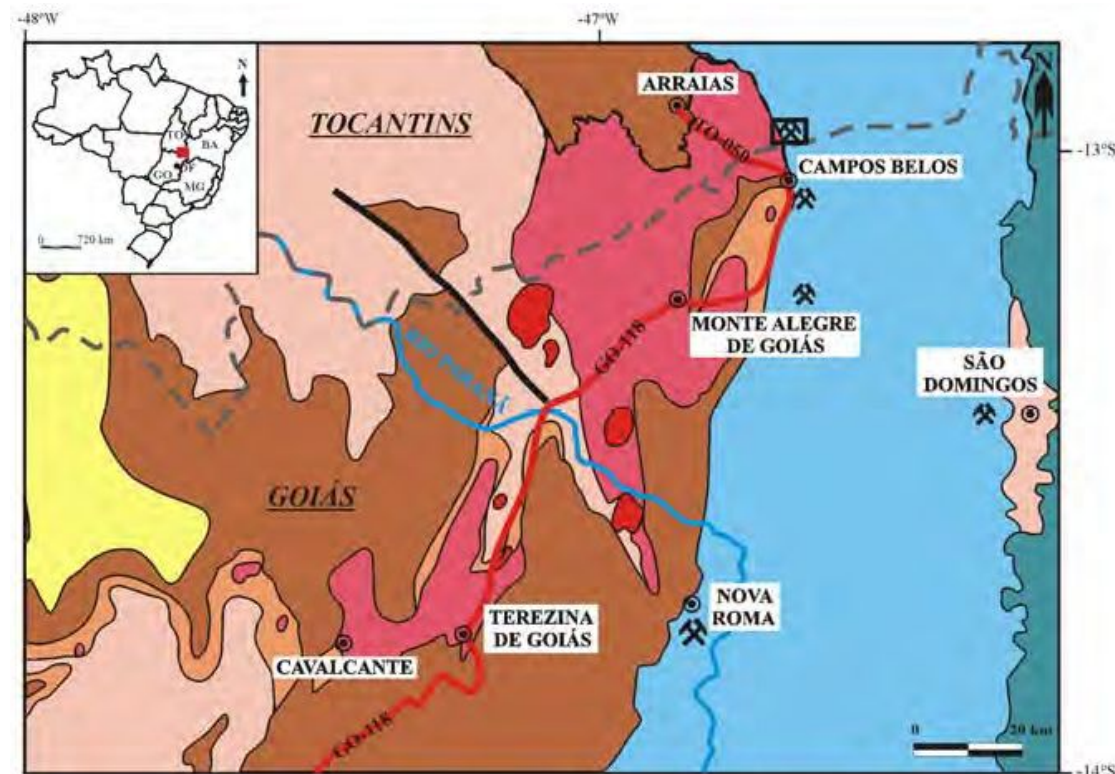 -48°W
-47°W
N
TO
BA
DF
GO
MG
0 720 km
TOCANTINS
ARRAIAS
TO-050
N
-13°S
CAMPOS BELOS
MONTE ALEGRE
DE GOIÁS
GO-118
SÃO
DOMINGOS
GOIÁS
NOVA
ROMA
TEREZINA
DE GOIÁS
CAVALCANTE
GO-118
0 20 km
-14°S